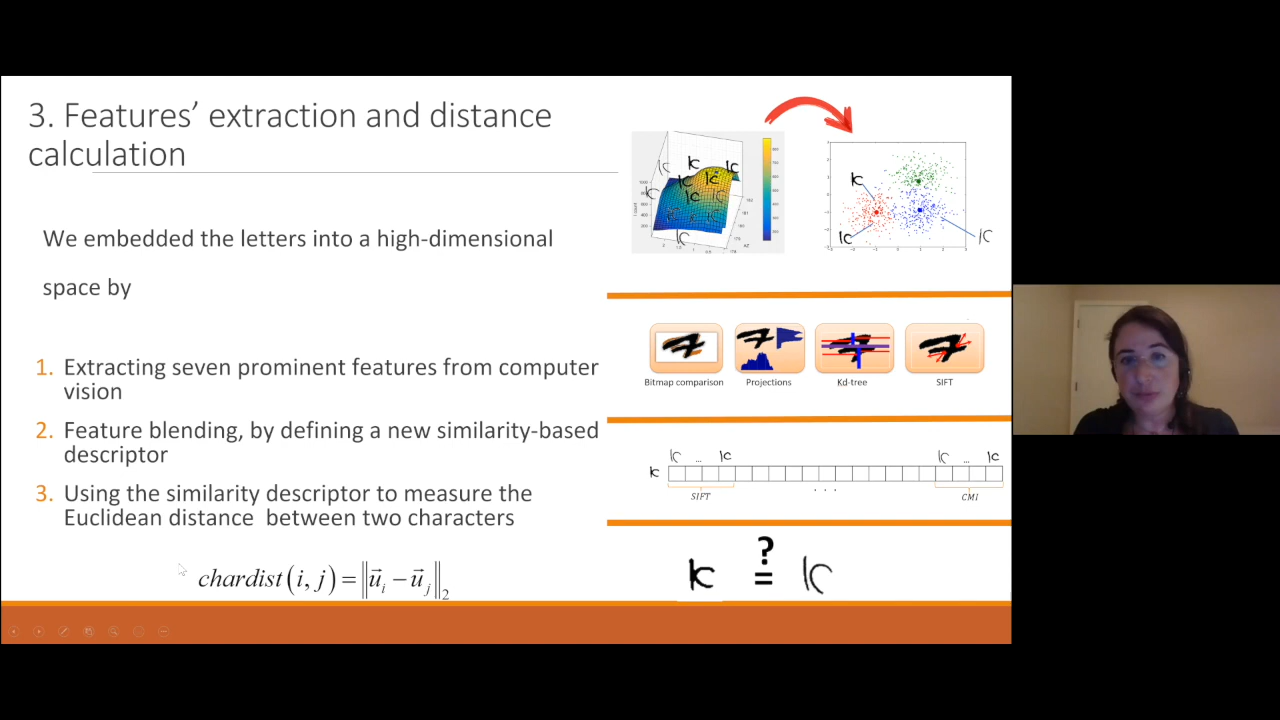 3. Features’ extraction and distance
calculation
We embedded the letters into a high-dimensional
space by
1. Extracting seven prominent features from computer
vision
2. Feature blending, by defining a new similarity-based
descriptor
3. Using the similarity descriptor to measure the
Euclidean distance between two characters
chardist(i, j) = ‖u⃗ᵢ − u⃗ⱼ‖₂
Bitmap comparison Projections Kd-tree SIFT
... ...
SIFT . . . CMI
?
=